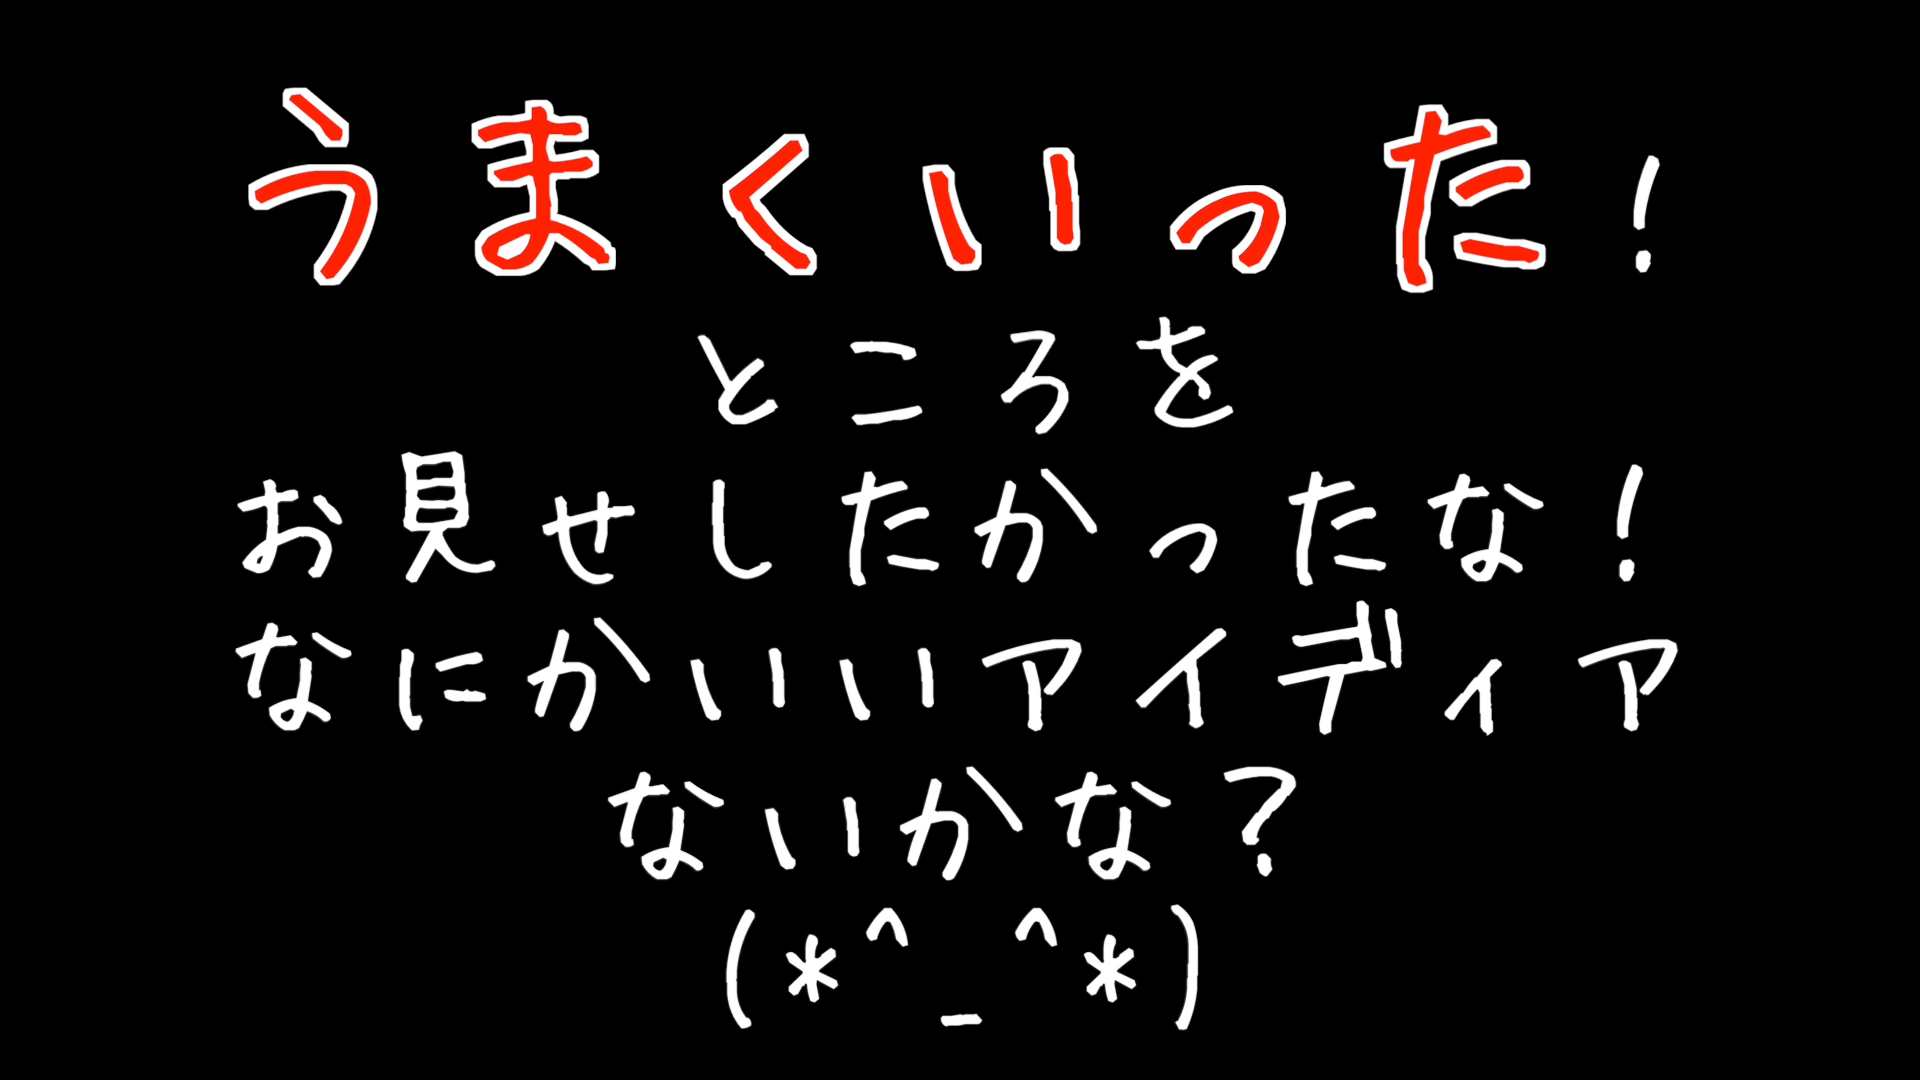 うまくいった!
ところを
お見せしたかったな!
なにかいいアイディア
ないかな?
(*^_^*)